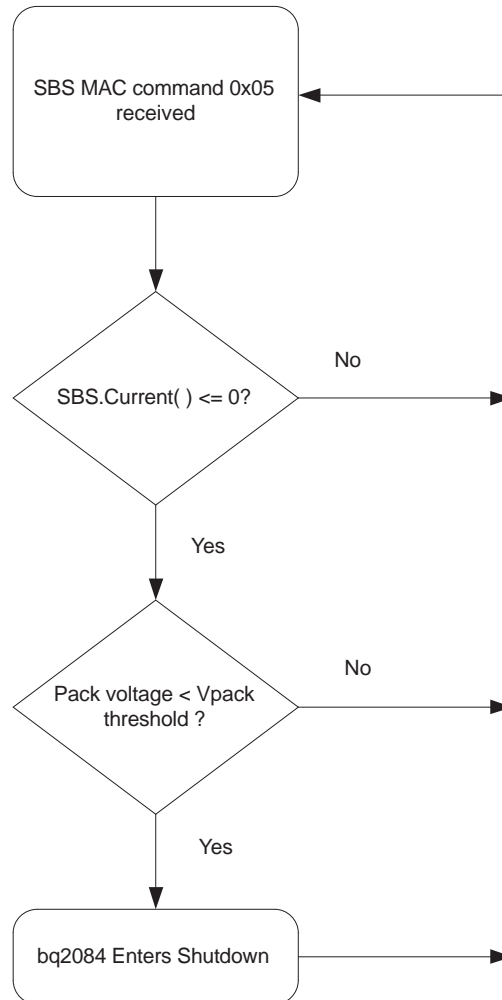 SBS MAC command 0x05
received
SBS.Current( ) <= 0?
No
Yes
Pack voltage < Vpack
threshold ?
No
Yes
bq2084 Enters Shutdown